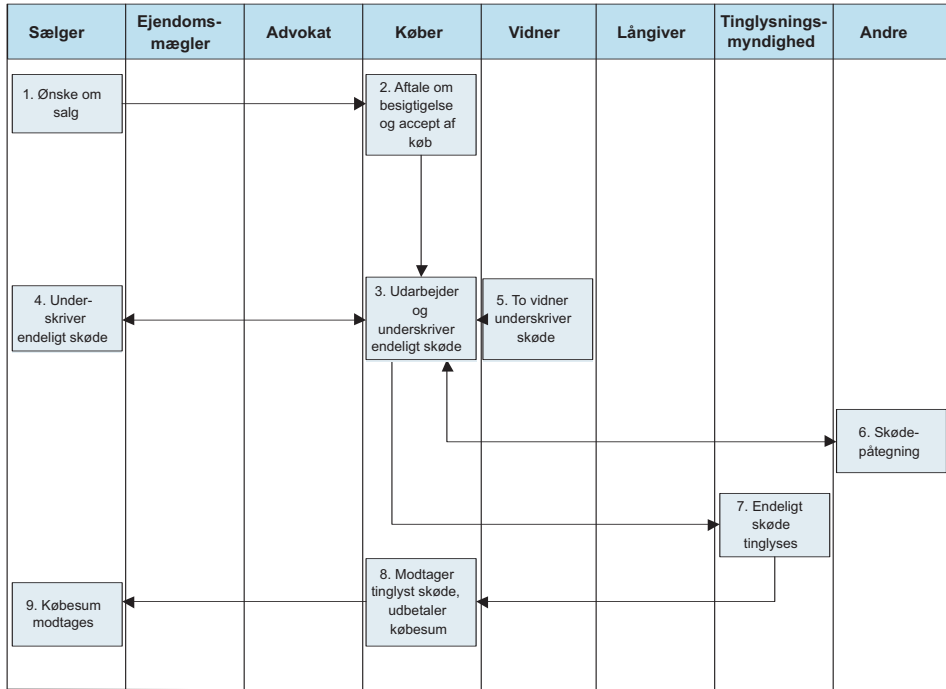 Sælger
Ejendoms-
mægler
Advokat
Køber
Vidner
Långiver
Tinglysnings-
myndighed
Andre
1. Ønske om
salg
2. Aftale om
besigtigelse
og accept af
køb
4. Under-
skriver
endeligt skøde
3. Udarbejder
og
underskriver
endeligt skøde
5. To vidner
underskriver
skøde
6. Skøde-
påtegning
7. Endeligt
skøde
tinglyses
9. Købesum
modtages
8. Modtager
tinglyst skøde,
udbetaler
købesum